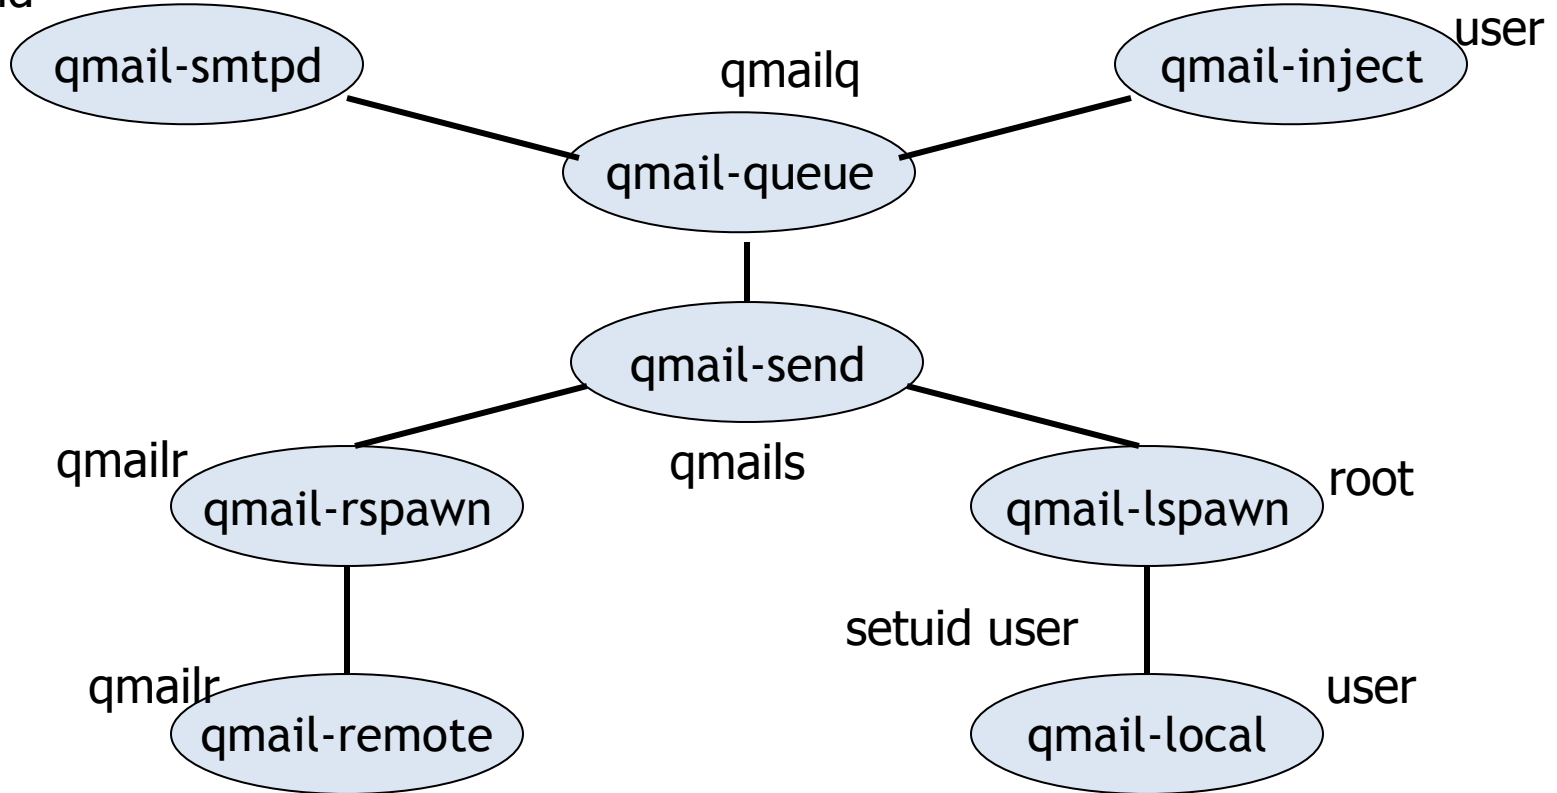 qmail-smtpd
user
qmail-inject
qmailq
qmail-queue
qmail-send
qmailr
qmails
qmail-rspawn
root
qmail-lspawn
setuid user
qmailr
user
qmail-remote
qmail-local